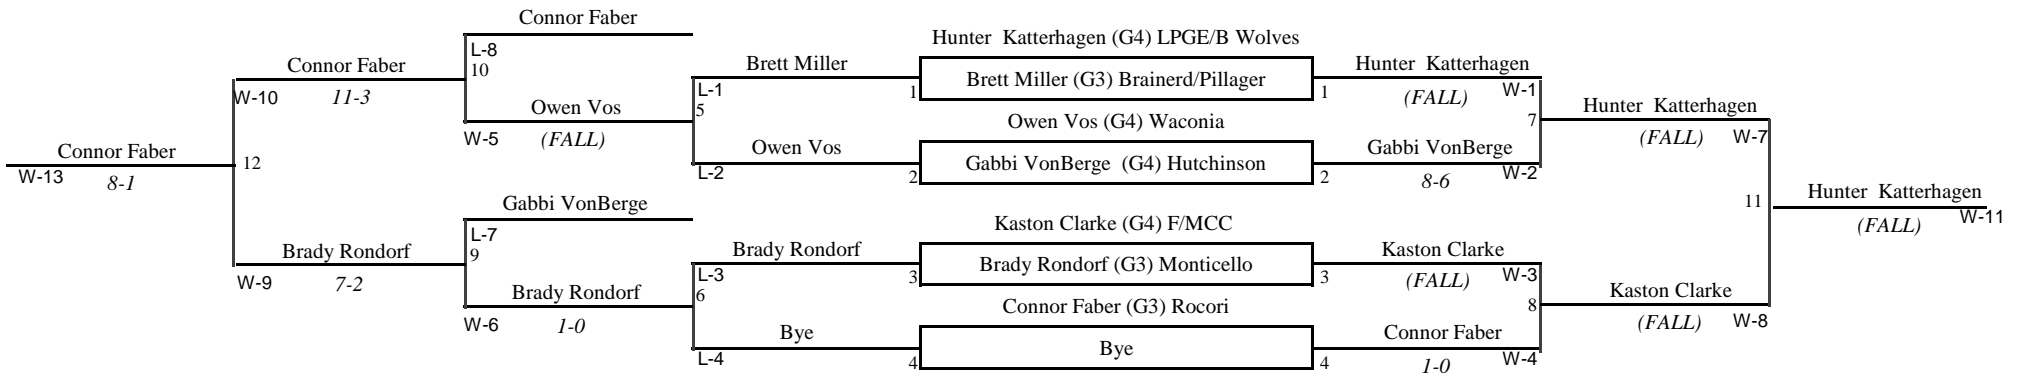 Connor Faber
Hunter Katterhagen (G4) LPGE/B Wolves
L-8
Connor Faber
10
Brett Miller
Brett Miller (G3) Brainerd/Pillager
Hunter Katterhagen
W-10
11-3
L-1
1
1
(FALL)
W-1
Owen Vos
5
Owen Vos (G4) Waconia
7
Hunter Katterhagen
W-5
(FALL)
(FALL)
W-7
Connor Faber
12
Owen Vos
Gabbi VonBerge (G4) Hutchinson
Gabbi VonBerge
W-13
8-1
L-2
2
2
8-6
W-2
Gabbi VonBerge
11
Hunter Katterhagen
L-7
Kaston Clarke (G4) F/MCC
(FALL)
W-11
Brady Rondorf
9
Brady Rondorf
Brady Rondorf (G3) Monticello
Kaston Clarke
W-9
7-2
L-3
3
3
(FALL)
W-3
Brady Rondorf
6
Connor Faber (G3) Rocori
8
Kaston Clarke
W-6
1-0
(FALL)
W-8
Bye
Bye
Connor Faber
L-4
4
4
1-0
W-4